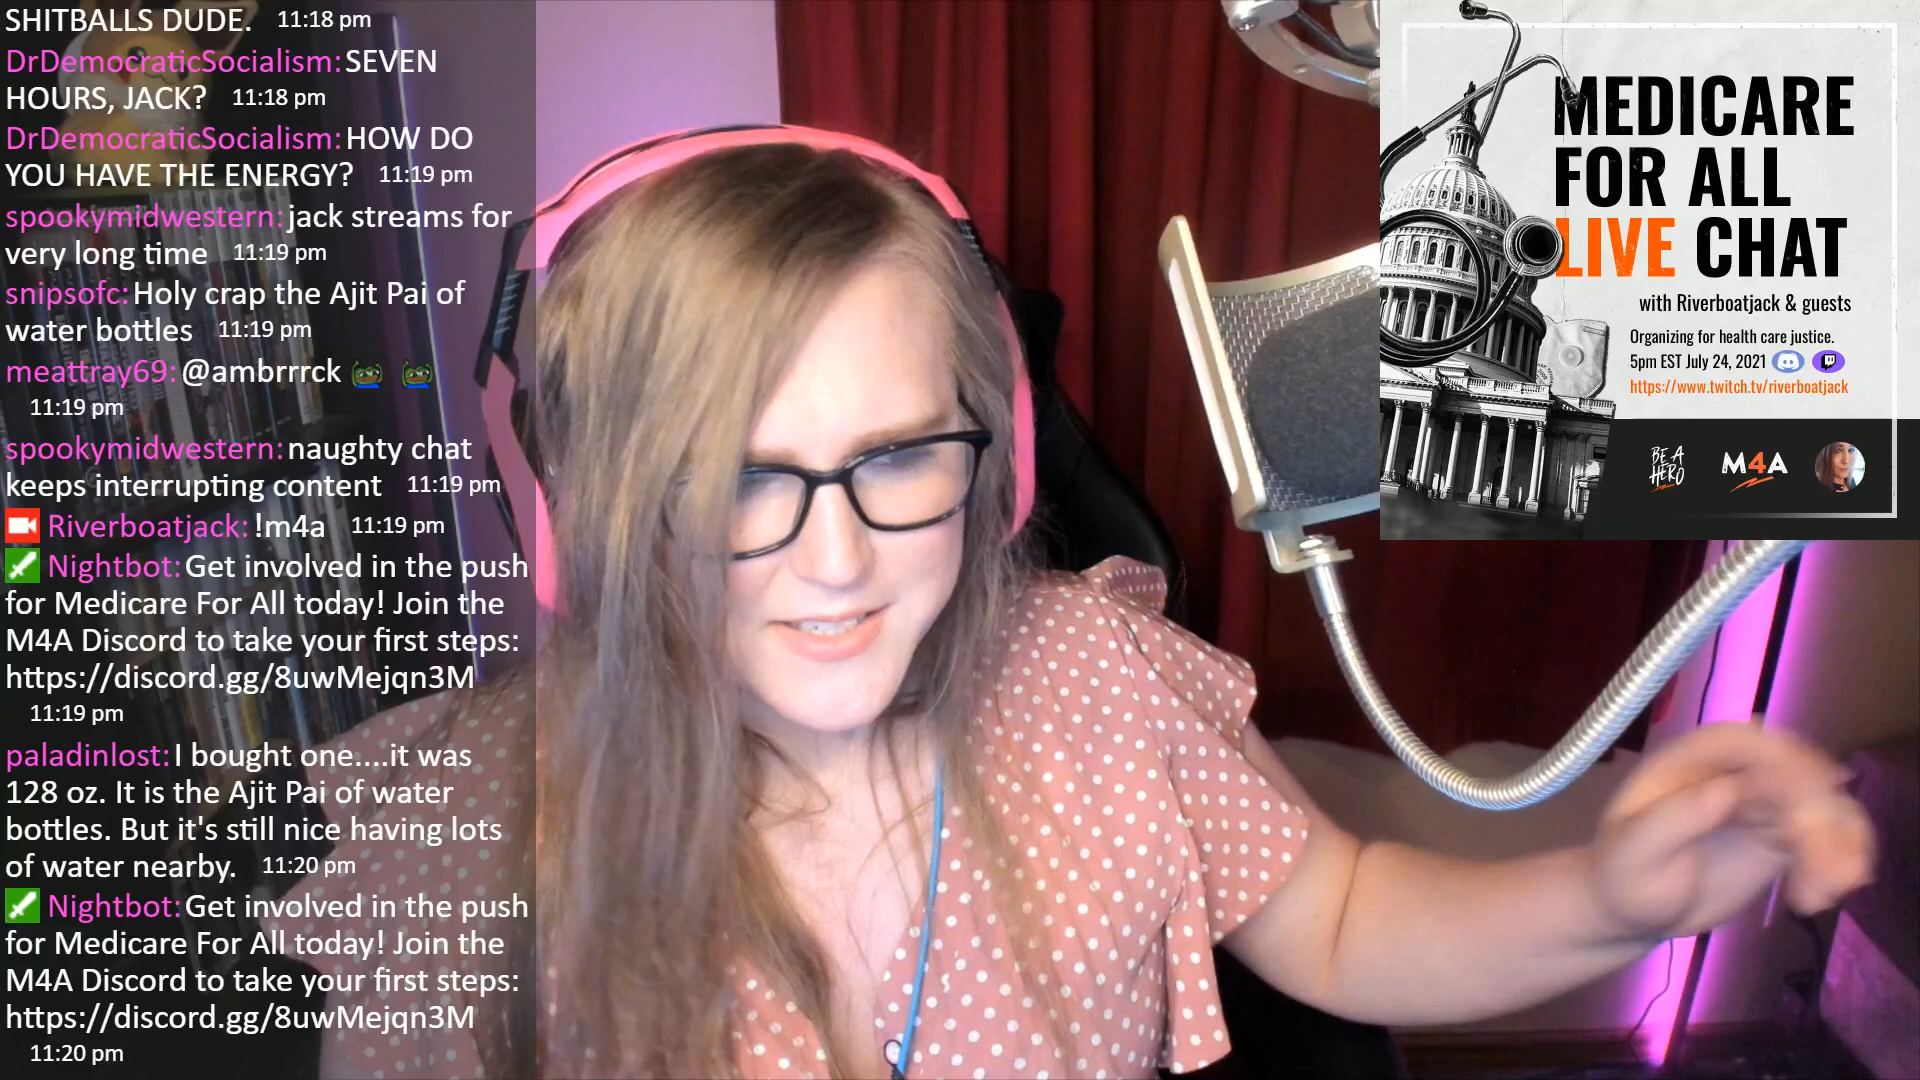 SHITBALLS DUDE. 11:18 pm
DrDemocraticSocialism: SEVEN
HOURS, JACK? 11:18 pm
DrDemocraticSocialism: HOW DO
YOU HAVE THE ENERGY? 11:19 pm
spookymidwestern: jack streams for
very long time 11:19 pm
snipsofc: Holy crap the Ajit Pai of
water bottles 11:19 pm
meattray69: @ambrrrck
11:19 pm
spookymidwestern: naughty chat
keeps interrupting content 11:19 pm
Riverboatjack: !m4a 11:19 pm
Nightbot: Get involved in the push
for Medicare For All today! Join the
M4A Discord to take your first steps:
https://discord.gg/8uwMejqn3M
11:19 pm
paladinlost: I bought one....it was
128 oz. It is the Ajit Pai of water
bottles. But it's still nice having lots
of water nearby. 11:20 pm
Nightbot: Get involved in the push
for Medicare For All today! Join the
M4A Discord to take your first steps:
https://discord.gg/8uwMejqn3M
11:20 pm
MEDICARE
FOR ALL
LIVE CHAT
with Riverboatjack & guests
Organizing for health care justice.
5pm EST July 24, 2021
https://www.twitch.tv/riverboatjack
BE A
HERO
M4A